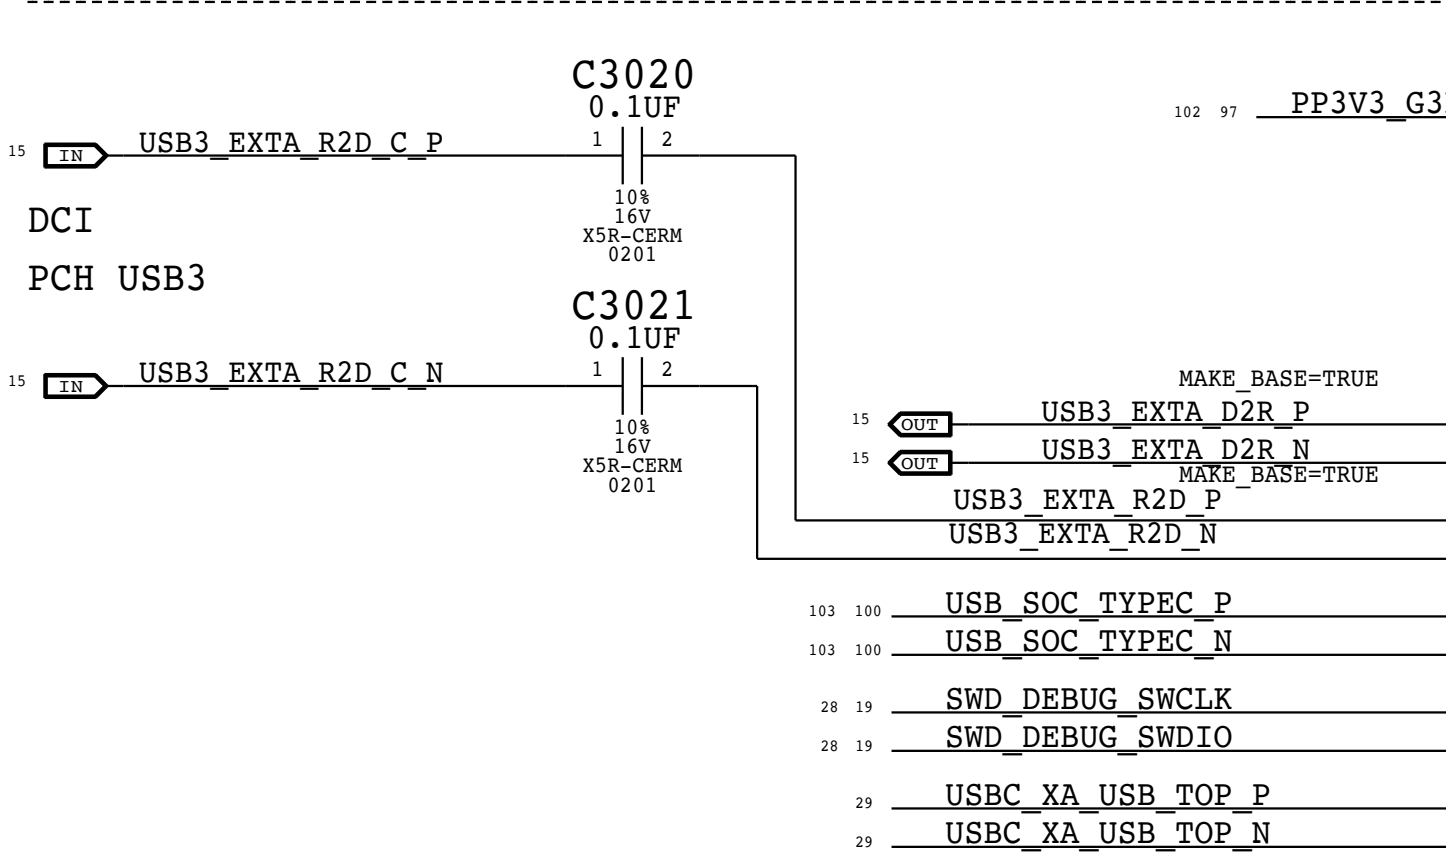 C3020
0.1UF
102 97 PP3V3_G3
1 2
15 IN USB3_EXTA_R2D_C_P
10%
16V
X5R-CERM
0201
DCI
PCH USB3
C3021
0.1UF
1 2
15 IN USB3_EXTA_R2D_C_N
10%
16V
X5R-CERM
0201
MAKE_BASE=TRUE
15 OUT USB3_EXTA_D2R_P
15 OUT USB3_EXTA_D2R_N
MAKE_BASE=TRUE
USB3_EXTA_R2D_P
USB3_EXTA_R2D_N
103 100 USB_SOC_TYPEC_P
103 100 USB_SOC_TYPEC_N
28 19 SWD_DEBUG_SWCLK
28 19 SWD_DEBUG_SWDIO
29 USBC_XA_USB_TOP_P
29 USBC_XA_USB_TOP_N